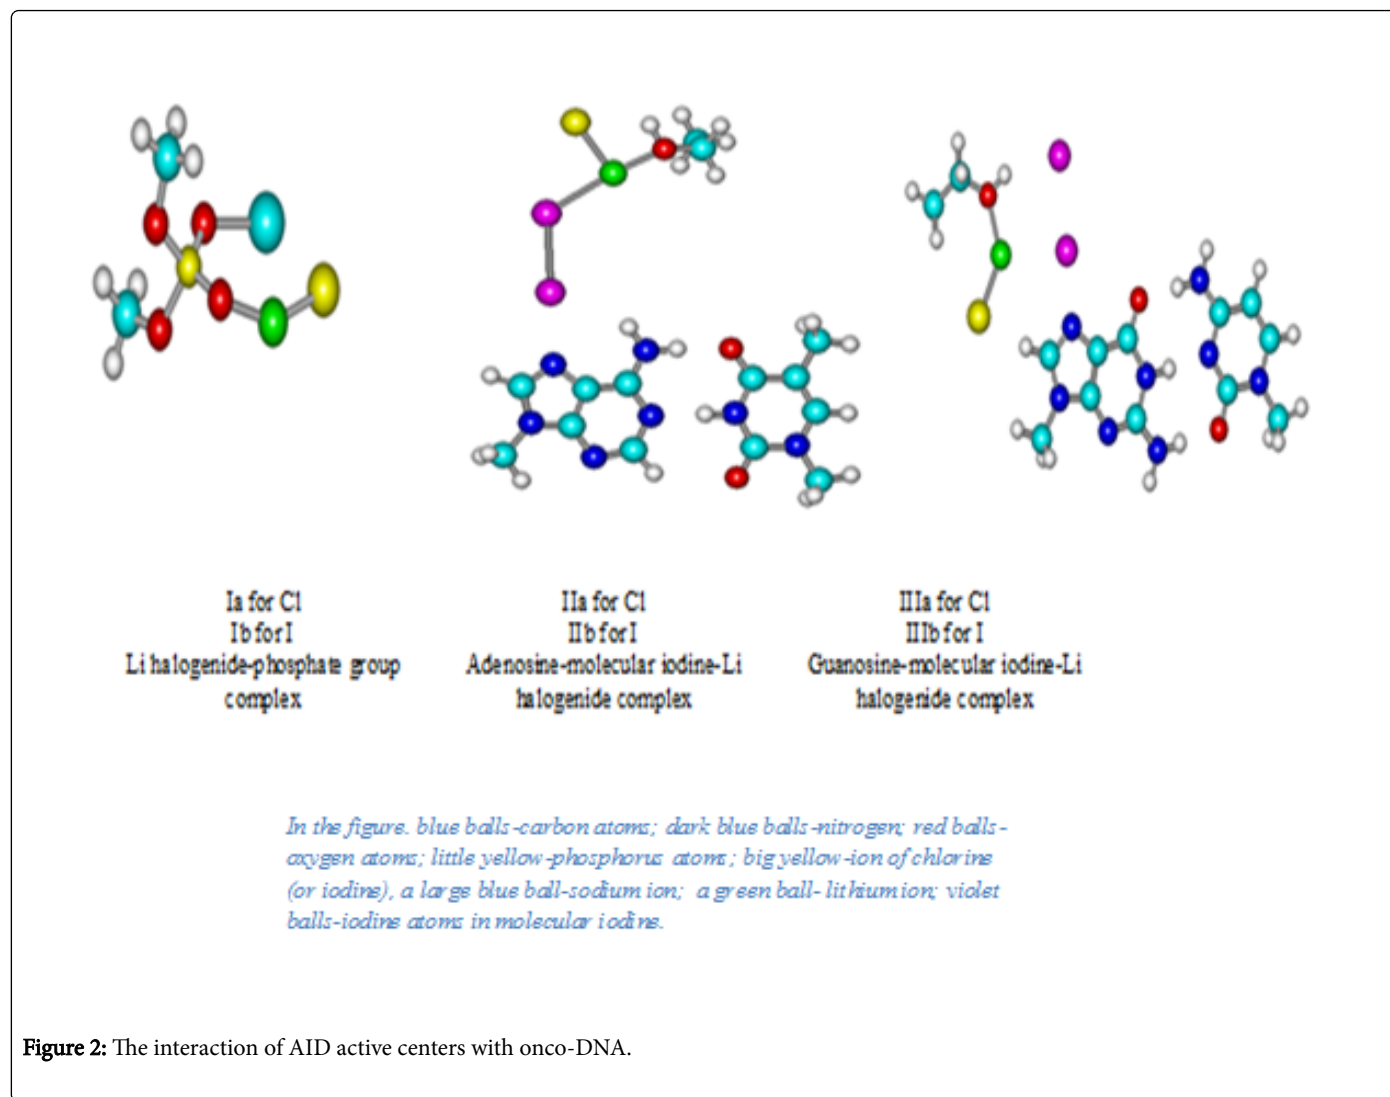 Ia for Cl
Ib for I
Li halogenide-phosphate group
complex
IIa for Cl
IIb for I
Adenosine-molecular iodine-Li
halogenide complex
IIIa for Cl
IIIb for I
Guanosine-molecular iodine-Li
halogenide complex
In the figure. blue balls-carbon atoms; dark blue balls-nitrogen; red balls-
oxygen atoms; little yellow-phosphorus atoms; big yellow-ion of chlorine
(or iodine), a large blue ball-sodium ion; a green ball- lithium ion; violet
balls-iodine atoms in molecular iodine.
Figure 2: The interaction of AID active centers with onco-DNA.